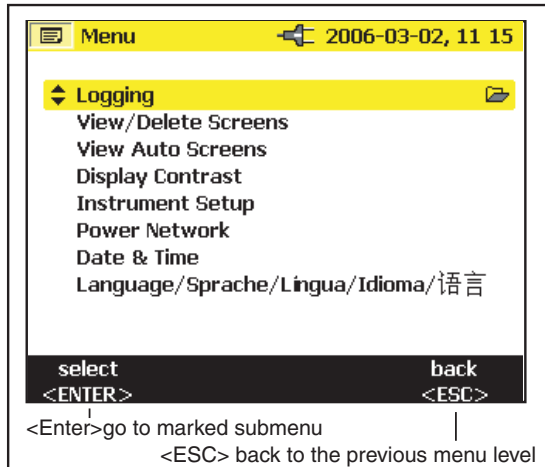 Menu 2006-03-02, 11 15
Logging
View/Delete Screens
View Auto Screens
Display Contrast
Instrument Setup
Power Network
Date & Time
Language/Sprache/Lingua/Idioma/语言
select back
<ENTER> <ESC>
<Enter>go to marked submenu
<ESC> back to the previous menu level